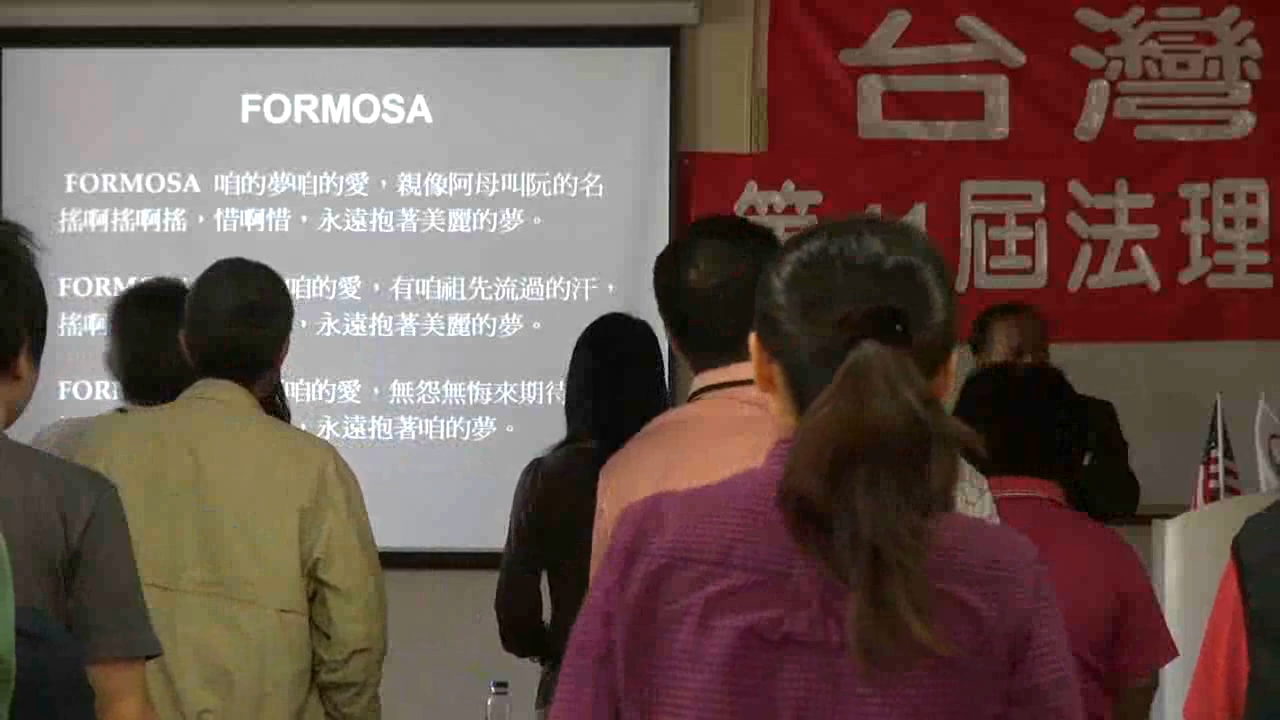 FORMOSA
FORMOSA 咱的夢咱的愛，親像阿母叫阮的名
搖啊搖啊搖，惜啊惜，永遠抱著美麗的夢。
咱的愛，有咱祖先流過的汗，
搖啊 ，永遠抱著美麗的夢。
咱的愛，無怨無悔來期待
，永遠抱著咱的夢。
台灣
第11屆法理